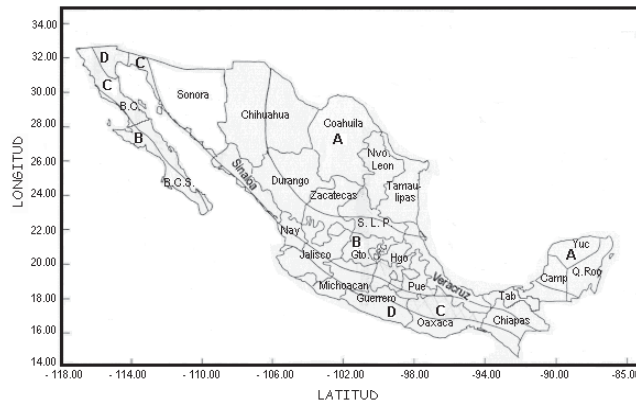 34.00
32.00
30.00
28.00
26.00
24.00
22.00
20.00
18.00
16.00
14.00
LONGITUD
D
C
C
B.C.
B
B.C.S.
Sonora
Chihuahua
Coahuila
A
Nvo.
Leon
Tamau-
lipas
Sinaloa
Durango
Zacatecas
S.L.P.
Nay
B
Gto.
Hgo
Jalisco
Michoacan
Pue
Veracruz
Guerrero
D
C
Oaxaca
Tab
Chiapas
Camp
Yuc
A
Q.Roo
- 118.00 - 114.00 - 110.00 - 106.00 - 102.00 -98.00 -94.00 -92.00 -85.00
LATITUD